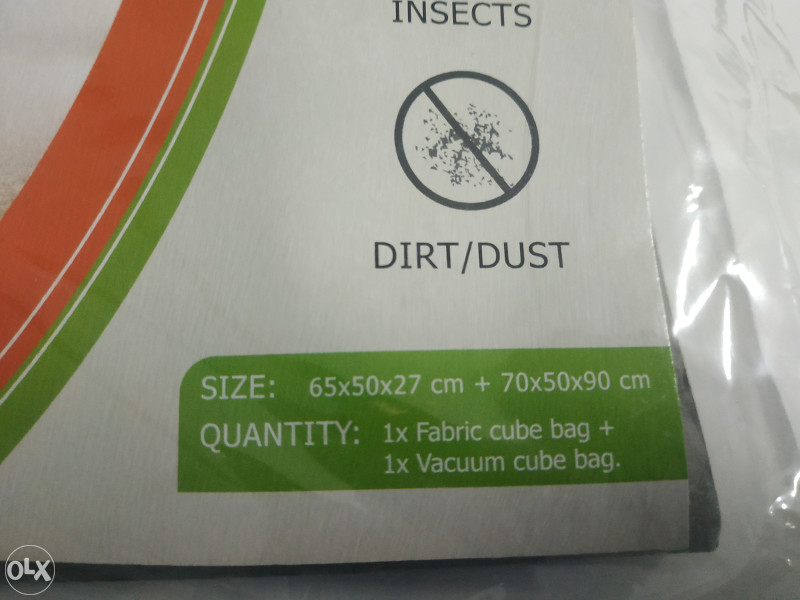 INSECTS
DIRT/DUST
SIZE: 65x50x27 cm + 70x50x90 cm
QUANTITY: 1x Fabric cube bag +
1x Vacuum cube bag.
OLX